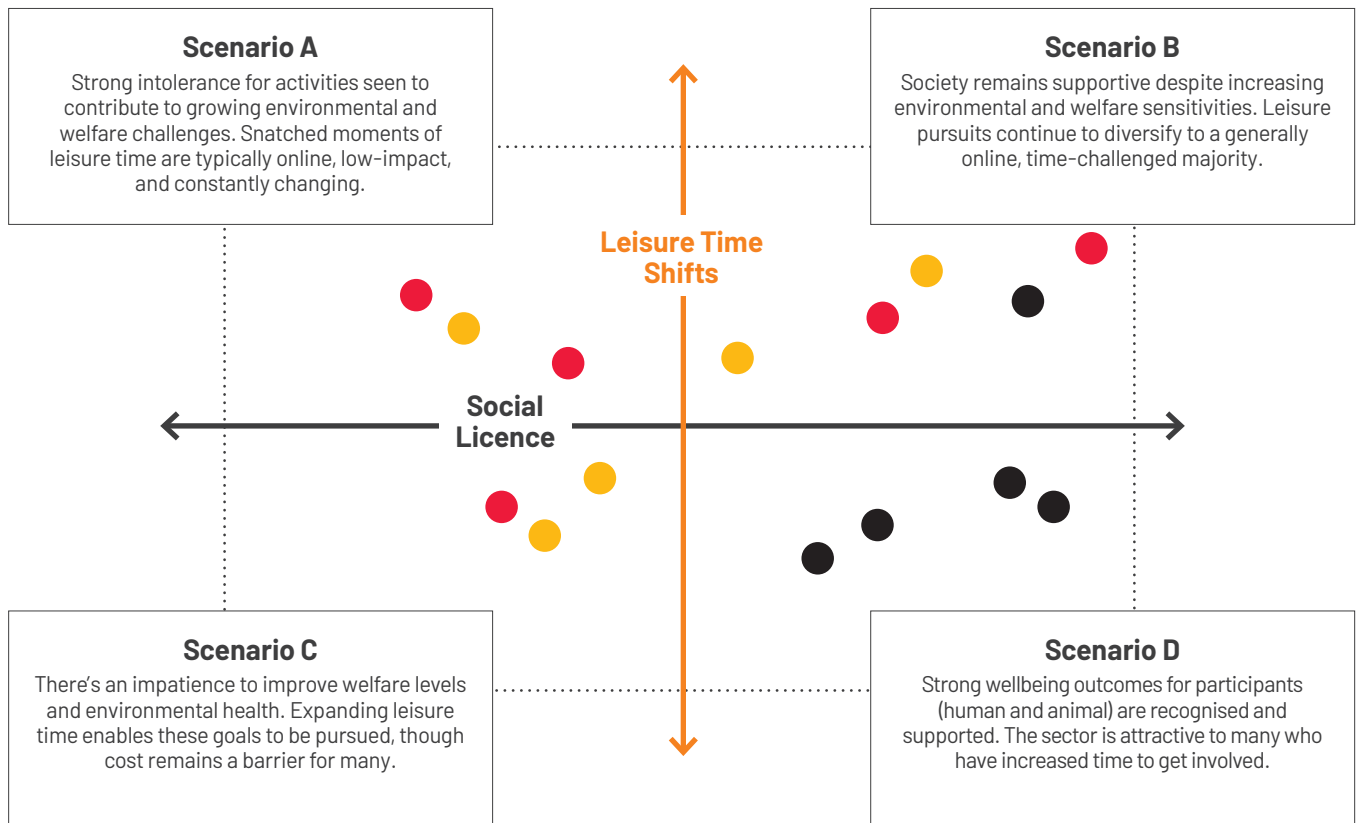 Scenario A
Strong intolerance for activities seen to
contribute to growing environmental and
welfare challenges. Snatched moments of
leisure time are typically online, low-impact,
and constantly changing.
Scenario B
Society remains supportive despite increasing
environmental and welfare sensitivities. Leisure
pursuits continue to diversify to a generally
online, time-challenged majority.
Leisure Time
Shifts
Social
Licence
Scenario C
There's an impatience to improve welfare levels
and environmental health. Expanding leisure
time enables these goals to be pursued, though
cost remains a barrier for many.
Scenario D
Strong wellbeing outcomes for participants
(human and animal) are recognised and
supported. The sector is attractive to many who
have increased time to get involved.